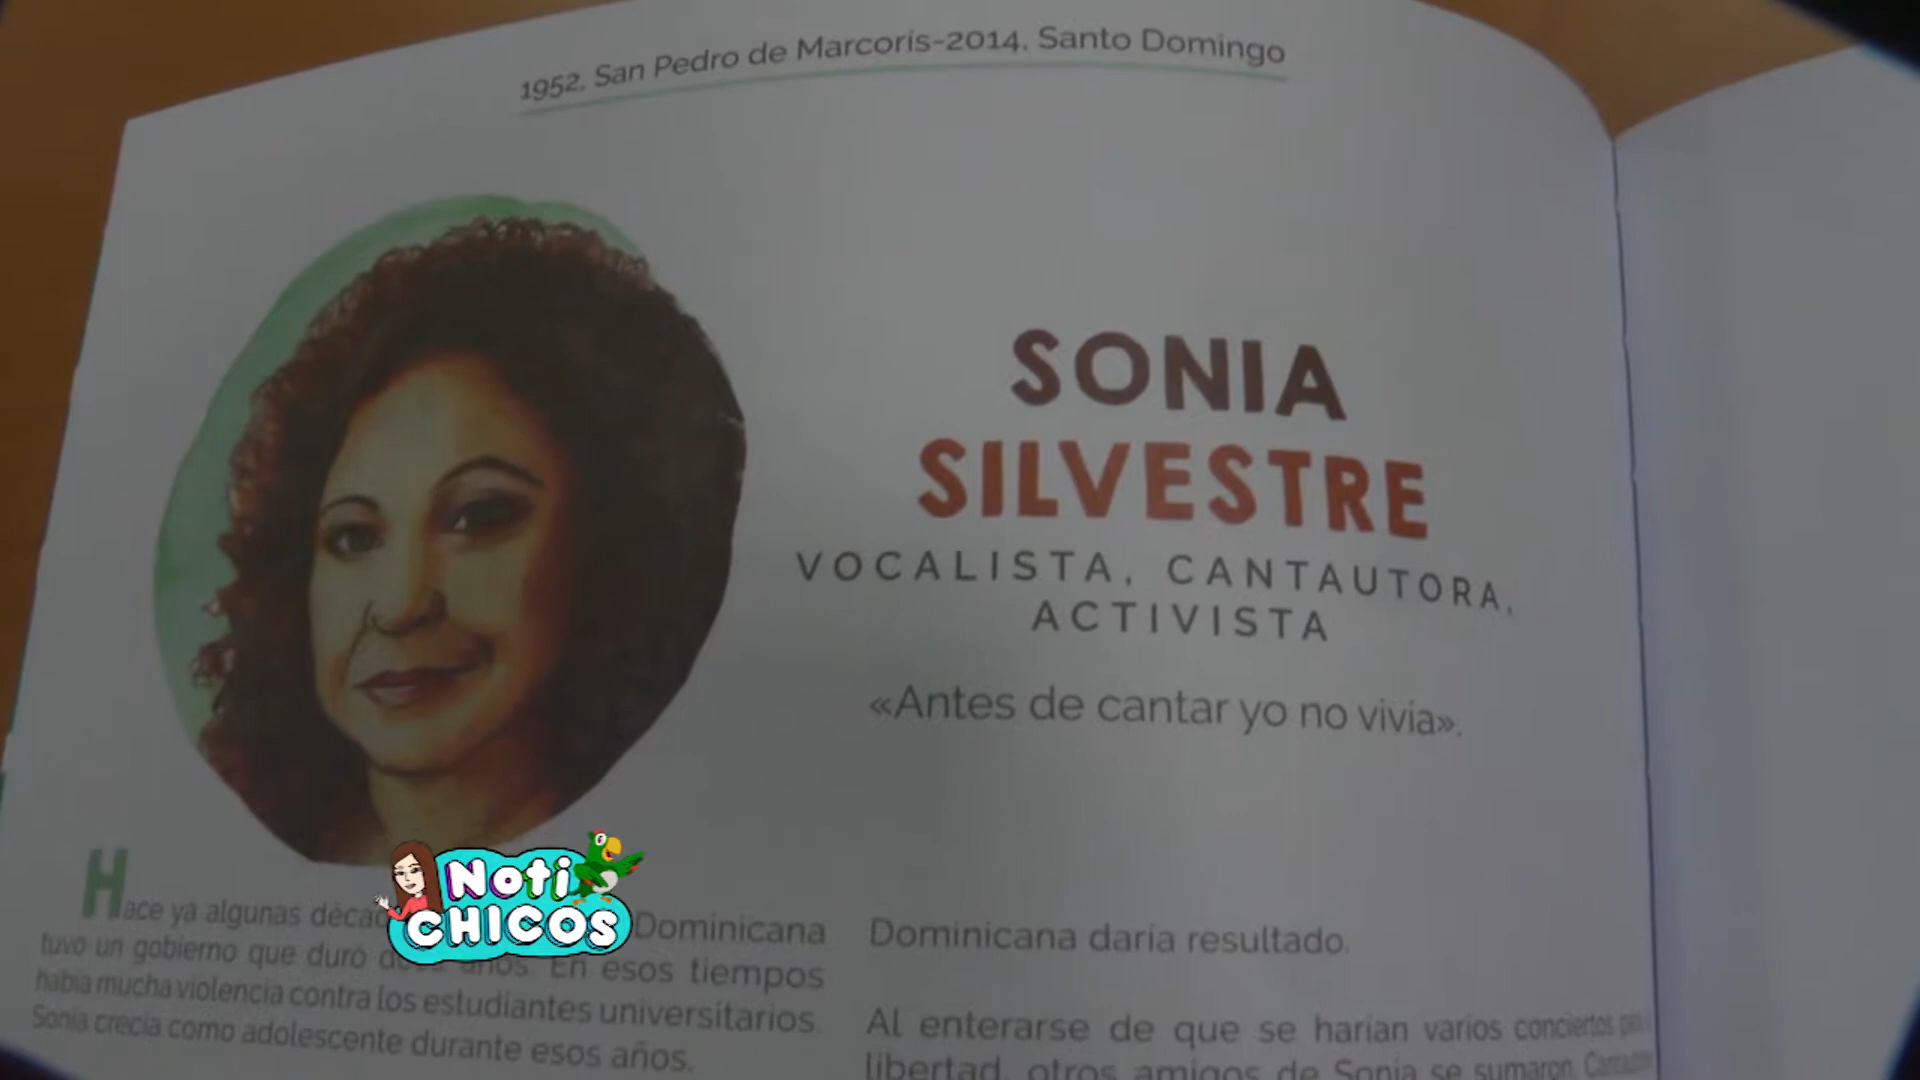 1952, San Pedro de Marcorís-2014, Santo Domingo
SONIA
SILVESTRE
VOCALISTA, CANTAUTORA,
ACTIVISTA
«Antes de cantar yo no vivía».
Hace ya algunas Dominicana
tuvo un gobierno que duró años. En esos tiempos
había mucha violencia contra los estudiantes universitarios.
Sonia crecía como adolescente durante esos años.
Dominicana daría resultado.
Al enterarse de que se harían varios conciertos
libertad, otros amigos de Sonia se sumaron.
Noti
CHICOS